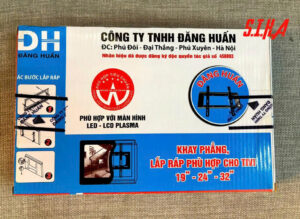 S.I.K.A
DH
ĐĂNG HUẤN
CÔNG TY TNHH ĐĂNG HUẤN
ĐC: Phú Đôi - Đại Thắng - Phú Xuyên - Hà Nội
Nhãn hiệu đã được đăng ký độc quyền tác giả số
CÁC BƯỚC LẮP RÁP
ĐĂNG HUẤN
PHÙ HỢP VỚI MÀN HÌNH
LED - LCD PLASMA
KHAY PHẲNG,
LẮP RÁP PHÙ HỢP CHO TIVI
19" - 24" - 32"